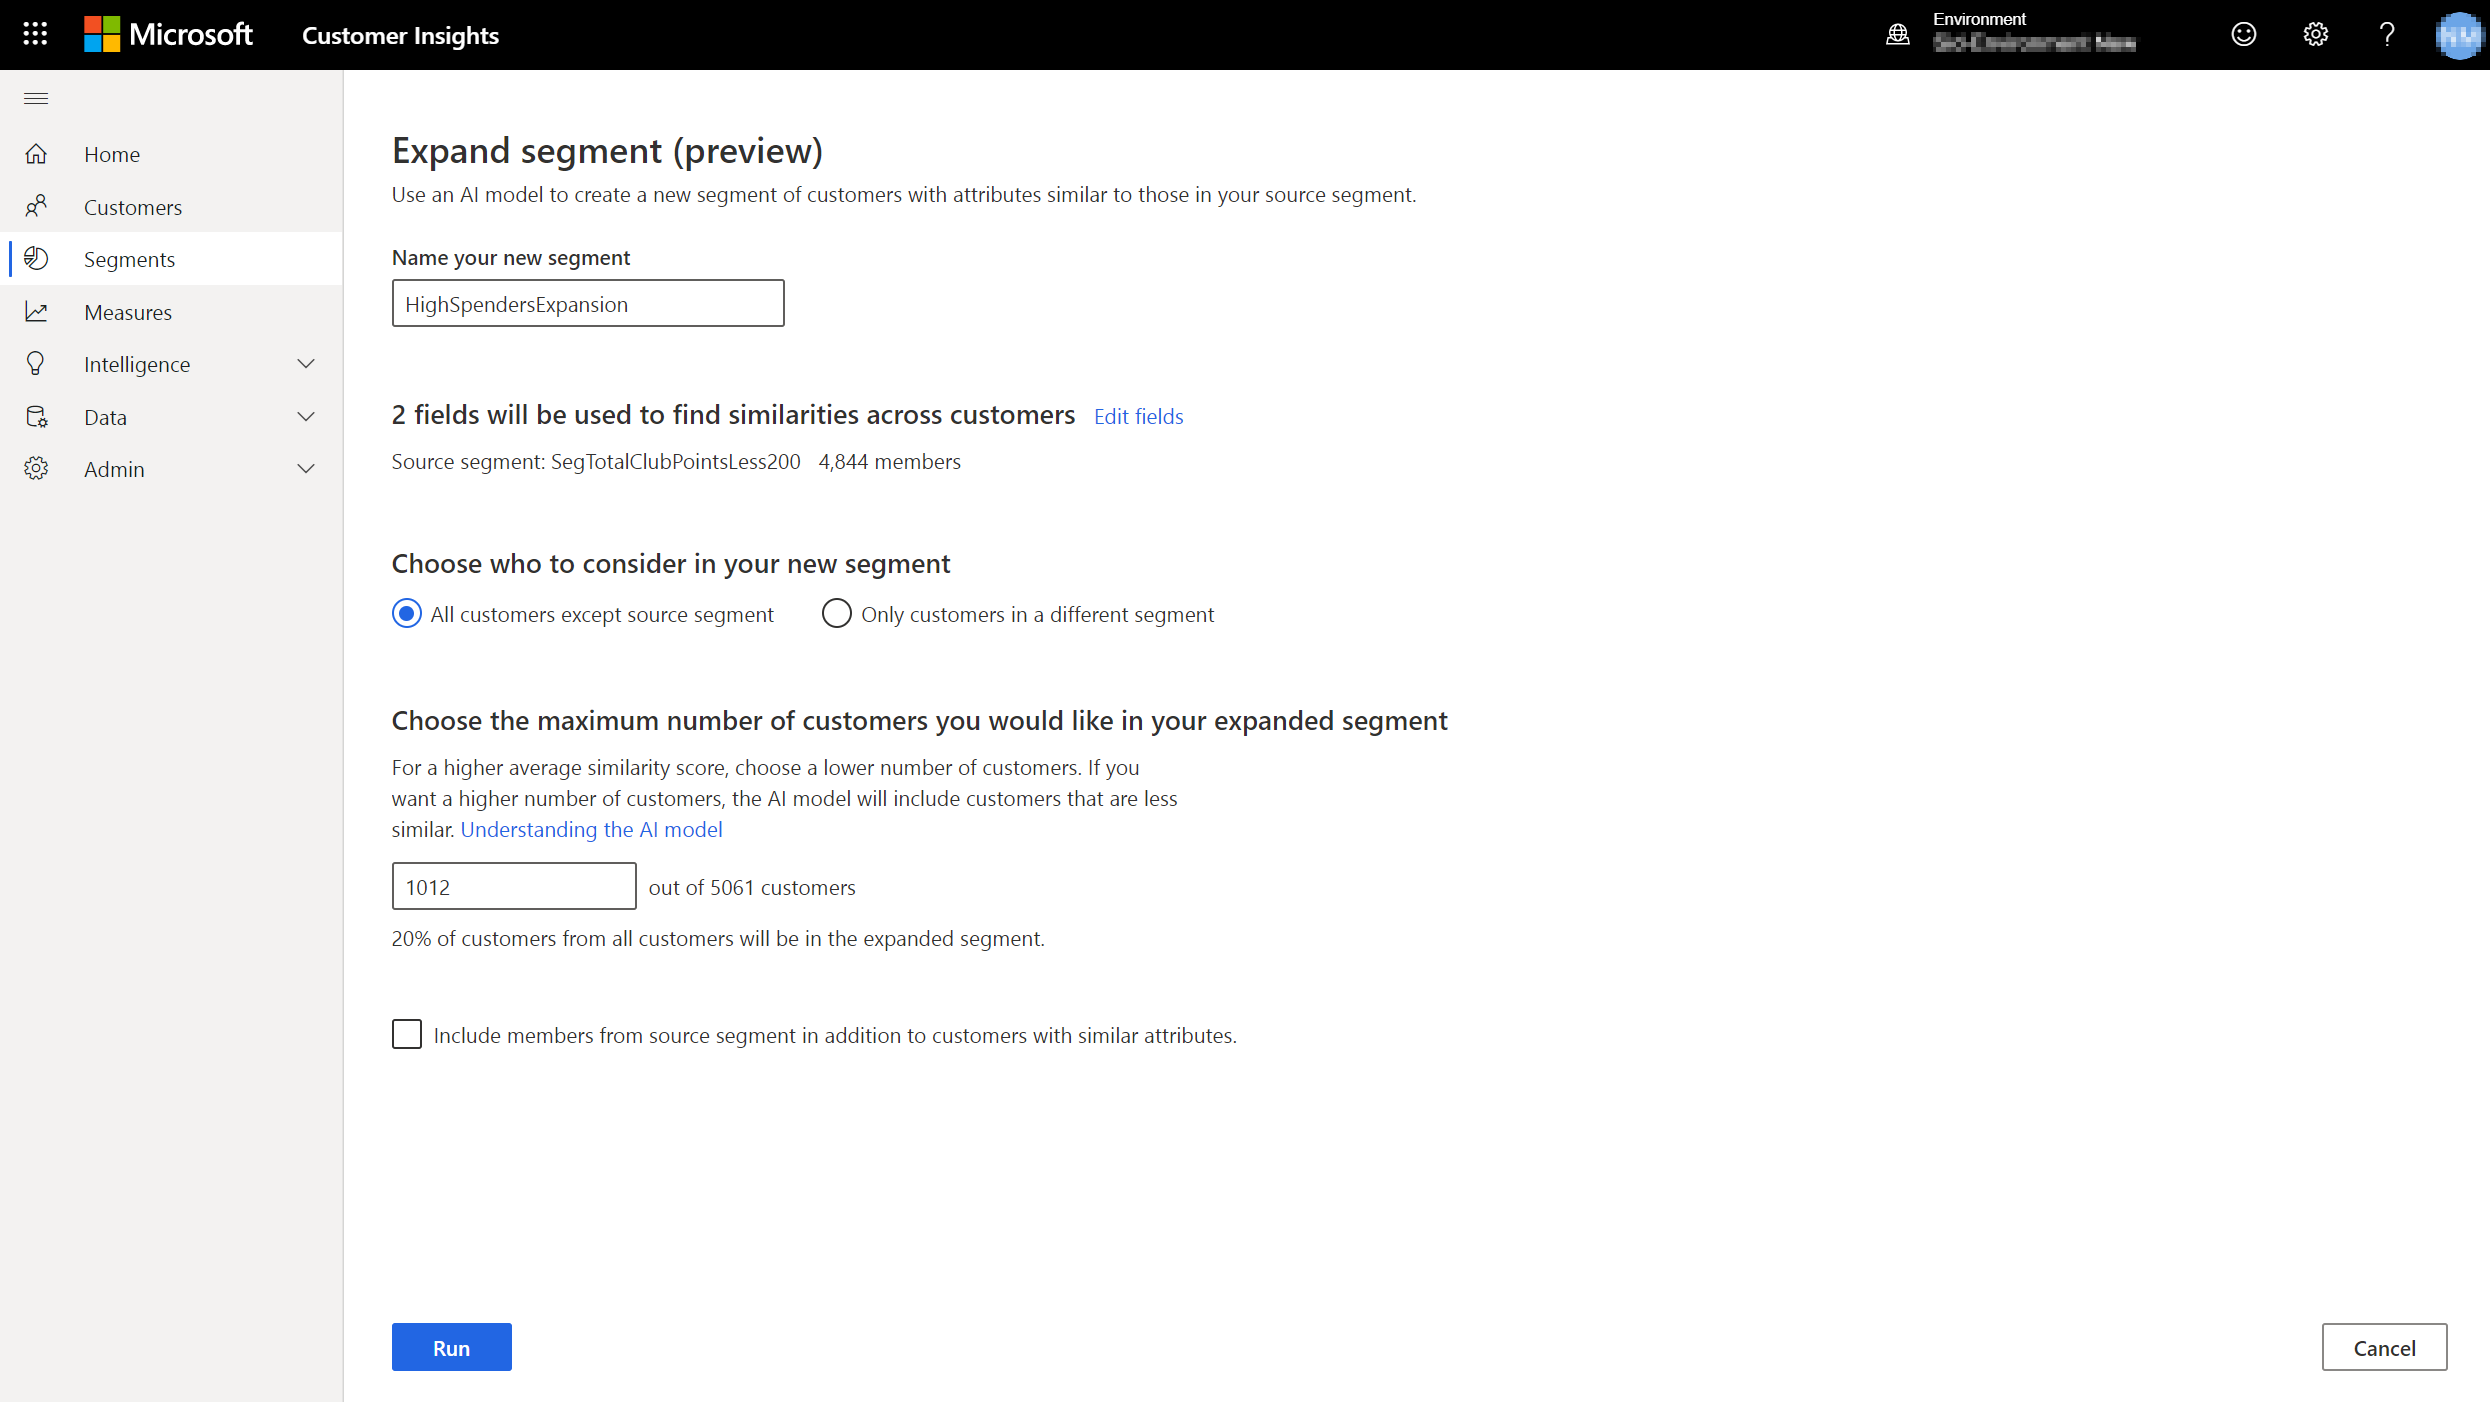 Microsoft
Customer Insights
Environment
Home
Customers
Segments
Measures
Intelligence
Data
Admin
Expand segment (preview)
Use an AI model to create a new segment of customers with attributes similar to those in your source segment.
Name your new segment
HighSpendersExpansion
2 fields will be used to find similarities across customers Edit fields
Source segment: SegTotalClubPointsLess200 4,844 members
Choose who to consider in your new segment
All customers except source segment Only customers in a different segment
Choose the maximum number of customers you would like in your expanded segment
For a higher average similarity score, choose a lower number of customers. If you
want a higher number of customers, the AI model will include customers that are less
similar. Understanding the AI model
1012 out of 5061 customers
20% of customers from all customers will be in the expanded segment.
Include members from source segment in addition to customers with similar attributes.
Run
Cancel